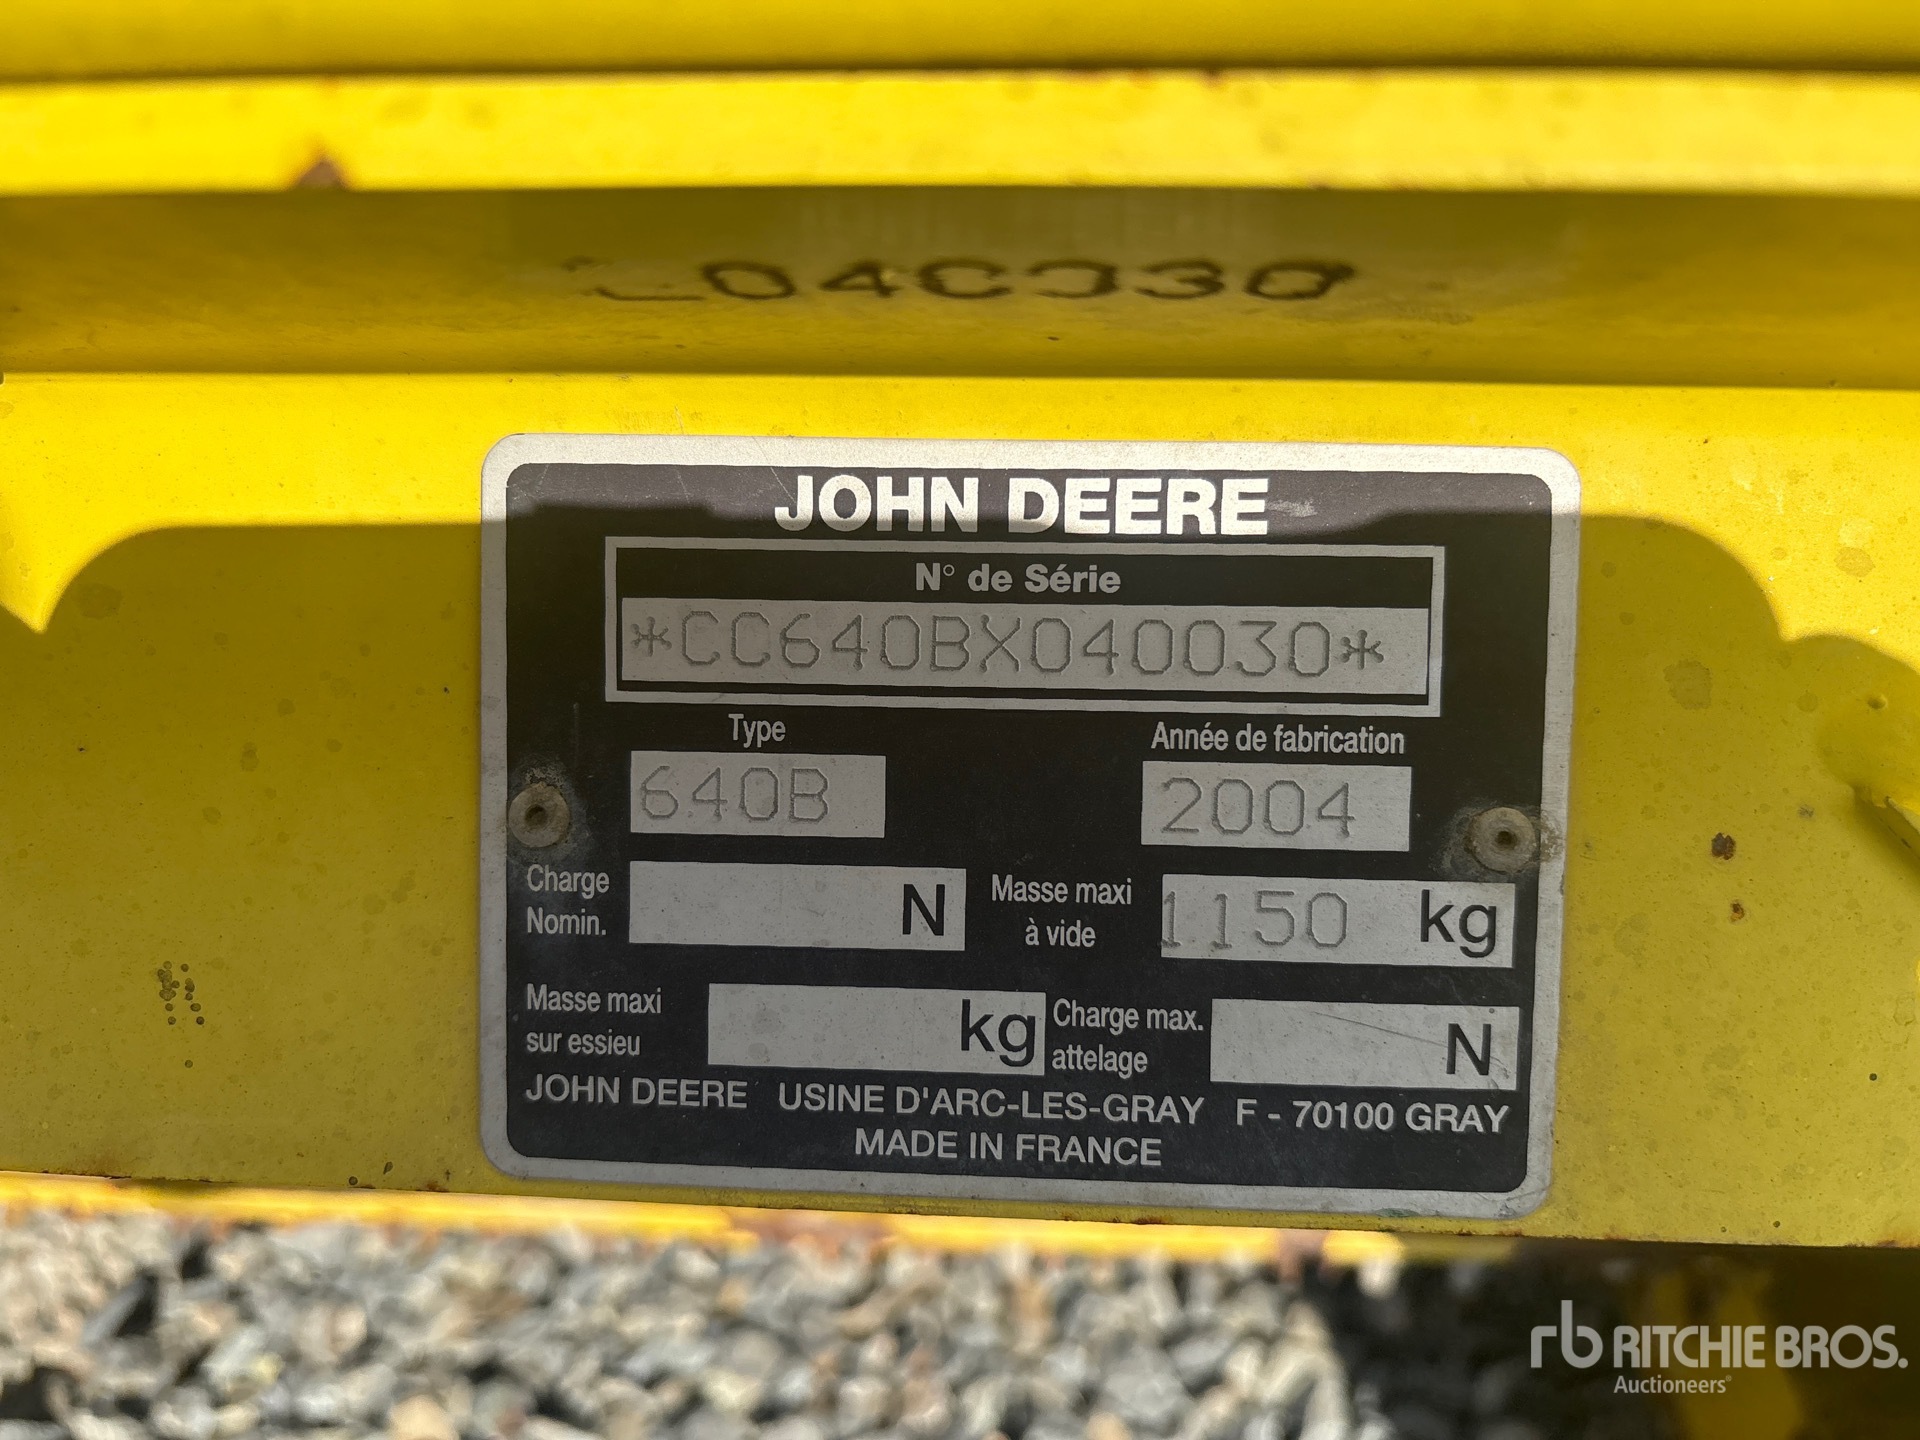 040030
JOHN DEERE
N° de Série
*CC640BX040030*
Type
Année de fabrication
640B
2004
Charge Nomin.
N
Masse maxi à vide
1150 kg
Masse maxi sur essieu
kg
Charge max. attelage
N
JOHN DEERE USINE D'ARC-LES-GRAY F - 70100 GRAY
MADE IN FRANCE
rb RITCHIE BROS.
Auctioneers